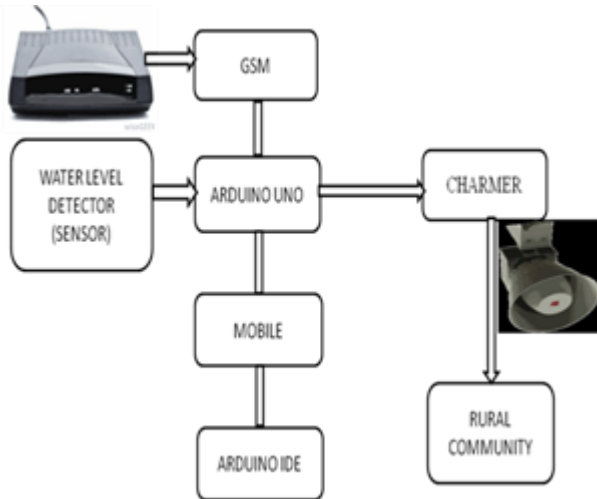 GSM
WATER LEVEL
DETECTOR
(SENSOR)
ARDUINO UNO
CHARMER
MOBILE
RURAL
COMMUNITY
ARDUINO IDE